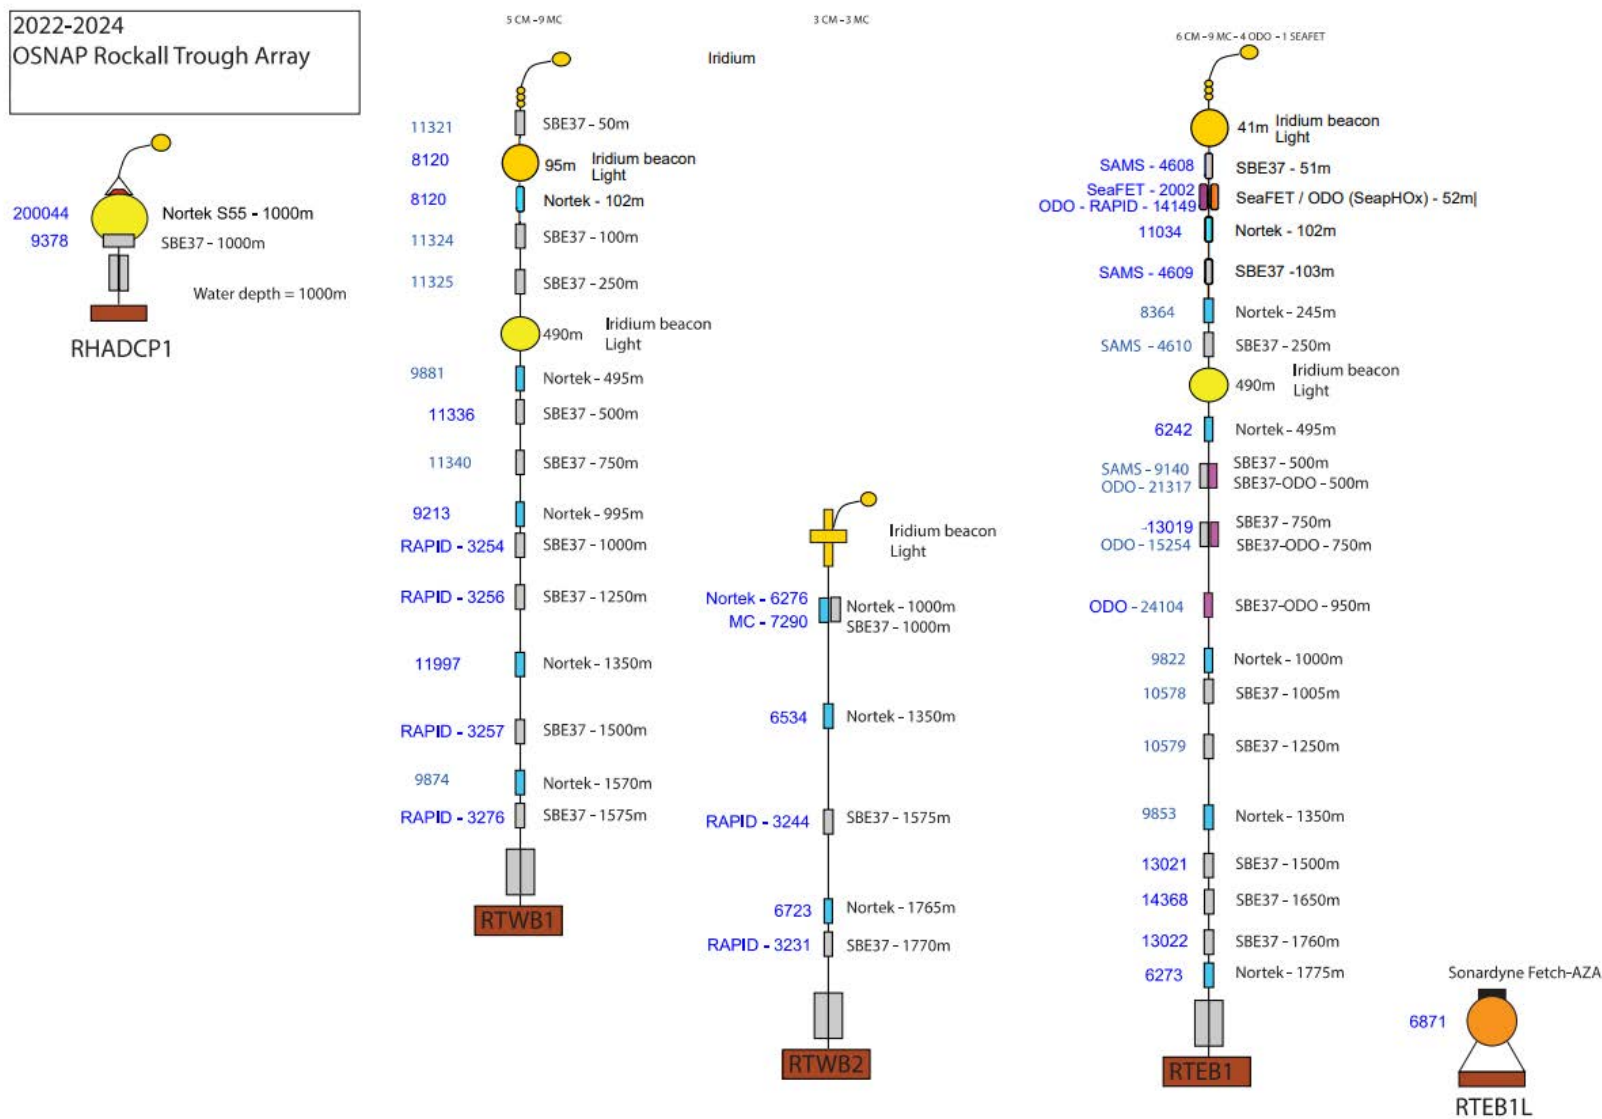 2022-2024
OSNAP Rockall Trough Array
200044 Nortek S55 - 1000m
9378 SBE37 - 1000m
Water depth = 1000m
RHADCP1
5 CM - 9 MC
Iridium
11321 SBE37 - 50m
8120 95m Iridium beacon
Light
8120 Nortek - 102m
11324 SBE37 - 100m
11325 SBE37 - 250m
490m Iridium beacon
Light
9881 Nortek - 495m
11336 SBE37 - 500m
11340 SBE37 - 750m
9213 Nortek - 995m
RAPID - 3254 SBE37 - 1000m
RAPID - 3256 SBE37 - 1250m
11997 Nortek - 1350m
RAPID - 3257 SBE37 - 1500m
9874 Nortek - 1570m
RAPID - 3276 SBE37 - 1575m
RTWB1
3 CM - 3 MC
Iridium beacon
Light
Nortek - 6276 Nortek - 1000m
MC - 7290 SBE37 - 1000m
6534 Nortek - 1350m
RAPID - 3244 SBE37 - 1575m
6723 Nortek - 1765m
RAPID - 3231 SBE37 - 1770m
RTWB2
6 CM - 9 MC - 4 ODO - 1 SEAFET
41m Iridium beacon
Light
SAMS - 4608 SBE37 - 51m
SeaFET - 2002
ODO - RAPID - 14149 SeaFET / ODO (SeapHOx) - 52m|
11034 Nortek - 102m
SAMS - 4609 SBE37 -103m
8364 Nortek - 245m
SAMS - 4610 SBE37 - 250m
490m Iridium beacon
Light
6242 Nortek - 495m
SAMS - 9140 SBE37 - 500m
ODO - 21317 SBE37-ODO - 500m
-13019 SBE37 - 750m
ODO - 15254 SBE37-ODO - 750m
ODO - 24104 SBE37-ODO - 950m
9822 Nortek - 1000m
10578 SBE37 - 1005m
10579 SBE37 - 1250m
9853 Nortek - 1350m
13021 SBE37 - 1500m
14368 SBE37 - 1650m
13022 SBE37 - 1760m
6273 Nortek - 1775m
RTEB1
Sonardyne Fetch-AZA
6871
RTEB1L